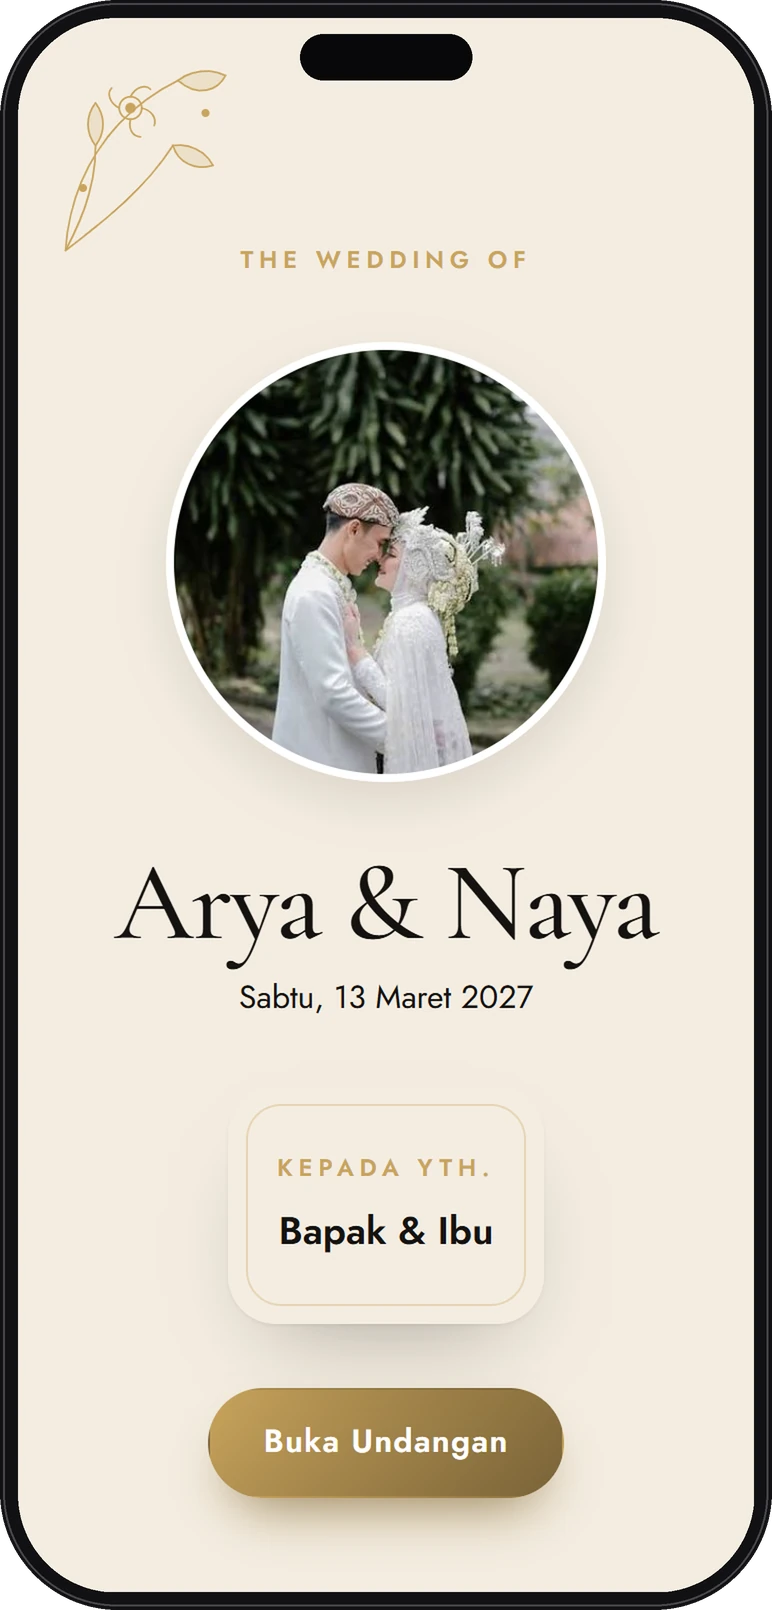 THE WEDDING OF
Arya & Naya
Sabtu, 13 Maret 2027
KEPADA YTH.
Bapak & Ibu
Buka Undangan